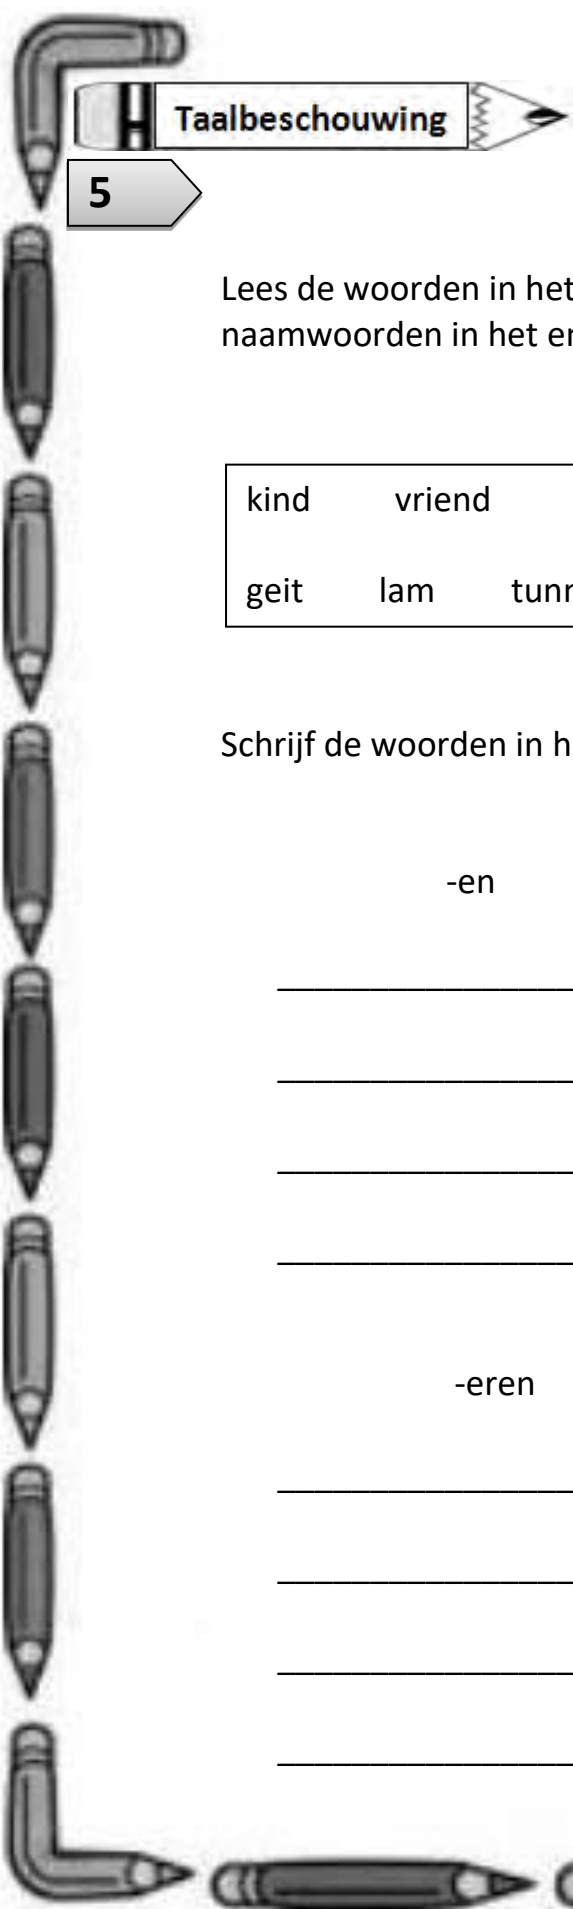 Taalbeschouwing
5
Lees de woorden in het
naamwoorden in het
kind vriend
geit lam
Schrijf de woorden in
-en
-eren